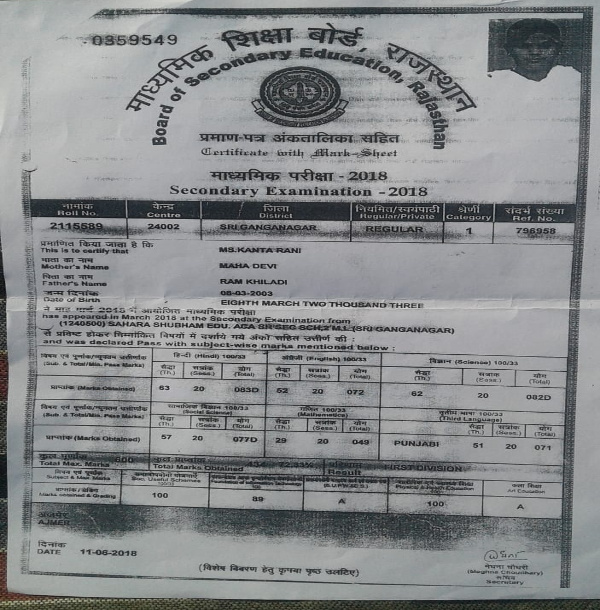 0359549
माध्यमिक शिक्षा बोर्ड, राजस्थान
Board of Secondary Education, Rajasthan
प्रमाण-पत्र अंकतालिका सहित
Certificate with Mark-Sheet
माध्यमिक परीक्षा - 2018
Secondary Examination - 2018
नामांक केन्द्र जिला नियमित/स्वयंपाठी श्रेणी संदर्भ संख्या
Roll No. Centre District Regular/Private Category Ref. No.
2115589 24002 SRI GANGANAGAR REGULAR 1 796958
प्रमाणित किया जाता है कि
This is to certify that MS.KANTA RANI
माता का नाम
Mother's Name MAHA DEVI
पिता का नाम
Father's Name RAM KHILADI
जन्म दिनांक 08-03-2003
Date of Birth EIGHTH MARCH TWO THOUSAND THREE
ने माह मार्च 2018 में आयोजित माध्यमिक परीक्षा
has appeared in March 2018 at the Secondary Examination from
(1240500) SAHARA SHUBHAM EDU. ACA SR SEC SCH,2 M.L (SRI GANGANAGAR)
से प्रविष्ट होकर निम्नांकित विषयों में दर्शाये गये अंकों सहित उत्तीर्ण की :
and was declared Pass with subject-wise marks mentioned below :
विषय एवं पूर्णांक/न्यूनतम उत्तीर्णांक हिन्दी (Hindi) 100/33 अंग्रेजी (English) 100/33 विज्ञान (Science) 100/33
(Sub. & Total/Min. Pass Marks) सैद्धा सत्रांक योग सैद्धा सत्रांक योग सैद्धा सत्रांक योग
(Th.) (Sess.) (Total) (Th.) (Sess.) (Total) (Th.) (Sess.) (Total)
प्राप्तांक (Marks Obtained) 63 20 083D 52 20 072 62 20 082D
विषय एवं पूर्णांक/न्यूनतम उत्तीर्णांक सामाजिक विज्ञान 100/33 गणित 100/33 तृतीय भाषा 100/33
(Sub. & Total/Min. Pass Marks) (Social Science) (Mathematics) (Third Language)
सैद्धा सत्रांक योग सैद्धा सत्रांक योग सैद्धा सत्रांक योग
(Th.) (Sess.) (Total) (Th.) (Sess.) (Total) (Th.) (Sess.) (Total)
प्राप्तांक (Marks Obtained) 57 20 077D 29 20 049 PUNJABI 51 20 071
कुल पूर्णांक 600 कुल प्राप्तांक 434 72.33%
Total Max. Marks Total Marks Obtained Result FIRST DIVISION
विषय एवं पूर्णांक कला शिक्षा
Subject & Max. Marks Physical & Health Education Art Education
प्राप्तांक/ग्रेडिंग
Marks obtained & Grading 100 89 A 100 A
अजमेर
AJMER
दिनांक
DATE 11-06-2018
(विशेष विवरण हेतु कृपया पृष्ठ उलटिए)
मेघना चौधरी
(Meghna Choudhary)
सचिव
Secretary